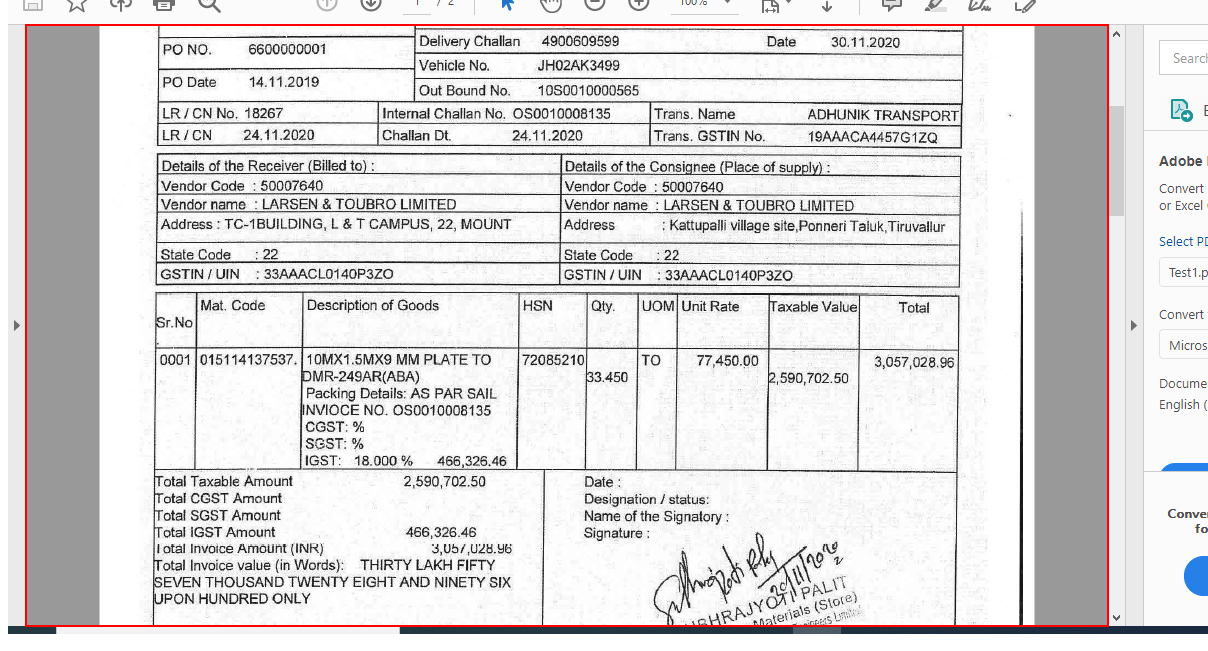 1 / 2
100%
PO NO. 6600000001
Delivery Challan 4900609599 Date 30.11.2020
Vehicle No. JH02AK3499
PO Date 14.11.2019
Out Bound No. 10S0010000565
LR / CN No. 18267 Internal Challan No. OS0010008135 Trans. Name ADHUNIK TRANSPORT
LR / CN 24.11.2020 Challan Dt. 24.11.2020 Trans. GSTIN No. 19AAACA4457G1ZQ
Details of the Receiver (Billed to) : Details of the Consignee (Place of supply) :
Vendor Code : 50007640 Vendor Code : 50007640
Vendor name : LARSEN & TOUBRO LIMITED Vendor name : LARSEN & TOUBRO LIMITED
Address : TC-1BUILDING, L & T CAMPUS, 22, MOUNT Address : Kattupalli village site,Ponneri Taluk,Tiruvallur
State Code : 22 State Code : 22
GSTIN / UIN : 33AAACL0140P3ZO GSTIN / UIN : 33AAACL0140P3ZO
Sr.No Mat. Code Description of Goods HSN Qty. UOM Unit Rate Taxable Value Total
0001 015114137537. 10MX1.5MX9 MM PLATE TO 72085210 33.450 TO 77,450.00 2,590,702.50 3,057,028.96
DMR-249AR(ABA)
Packing Details: AS PAR SAIL
INVIOCE NO. OS0010008135
CGST: %
SGST: %
IGST: 18.000 % 466,326.46
Total Taxable Amount 2,590,702.50
Total CGST Amount
Total SGST Amount
Total IGST Amount 466,326.46
Total Invoice Amount (INR) 3,057,028.96
Total Invoice value (in Words): THIRTY LAKH FIFTY
SEVEN THOUSAND TWENTY EIGHT AND NINETY SIX
UPON HUNDRED ONLY
Date :
Designation / status:
Name of the Signatory :
Signature :
BHRAJYOTI PALIT
Materials (Store)
Engineers Limited
Search
Adobe
Convert
or Excel
Select PD
Test1.p
Convert
Micros
Docume
English (
Conver
fo